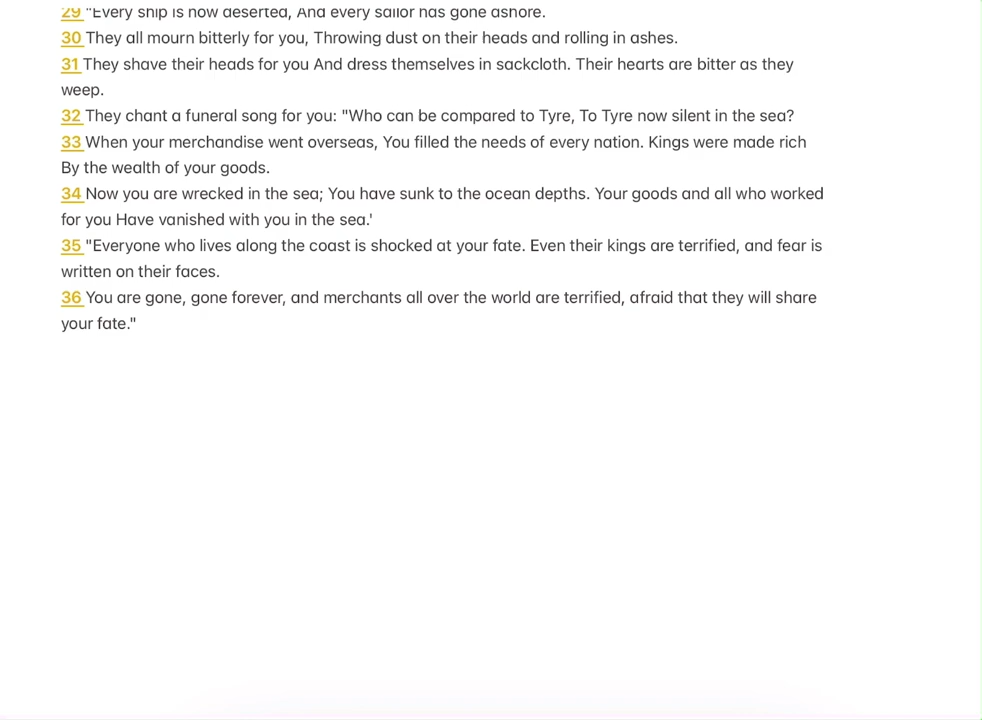 29 "Every ship is now deserted, And every sailor has gone ashore.
30 They all mourn bitterly for you, Throwing dust on their heads and rolling in ashes.
31 They shave their heads for you And dress themselves in sackcloth. Their hearts are bitter as they
weep.
32 They chant a funeral song for you: "Who can be compared to Tyre, To Tyre now silent in the sea?
33 When your merchandise went overseas, You filled the needs of every nation. Kings were made rich
By the wealth of your goods.
34 Now you are wrecked in the sea; You have sunk to the ocean depths. Your goods and all who worked
for you Have vanished with you in the sea.'
35 "Everyone who lives along the coast is shocked at your fate. Even their kings are terrified, and fear is
written on their faces.
36 You are gone, gone forever, and merchants all over the world are terrified, afraid that they will share
your fate."